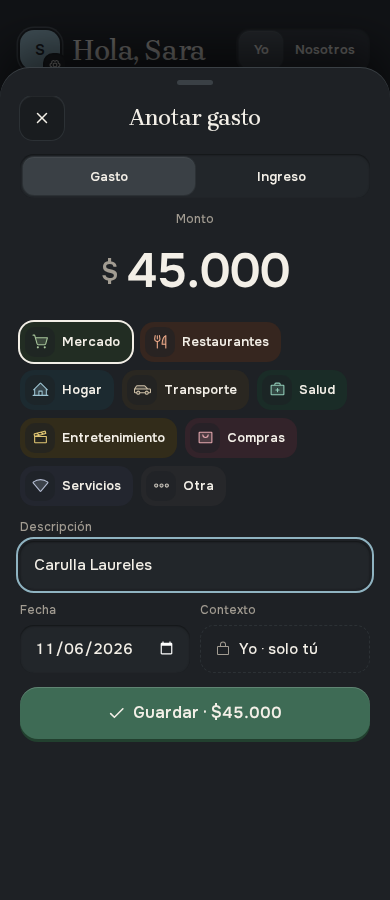 S Hola, Sara Yo Nosotros
Anotar gasto
Gasto Ingreso
Monto
$ 45.000
Mercado Restaurantes
Hogar Transporte Salud
Entretenimiento Compras
Servicios Otra
Descripción
Carulla Laureles
Fecha Contexto
11/06/2026 Yo · solo tú
Guardar · $45.000